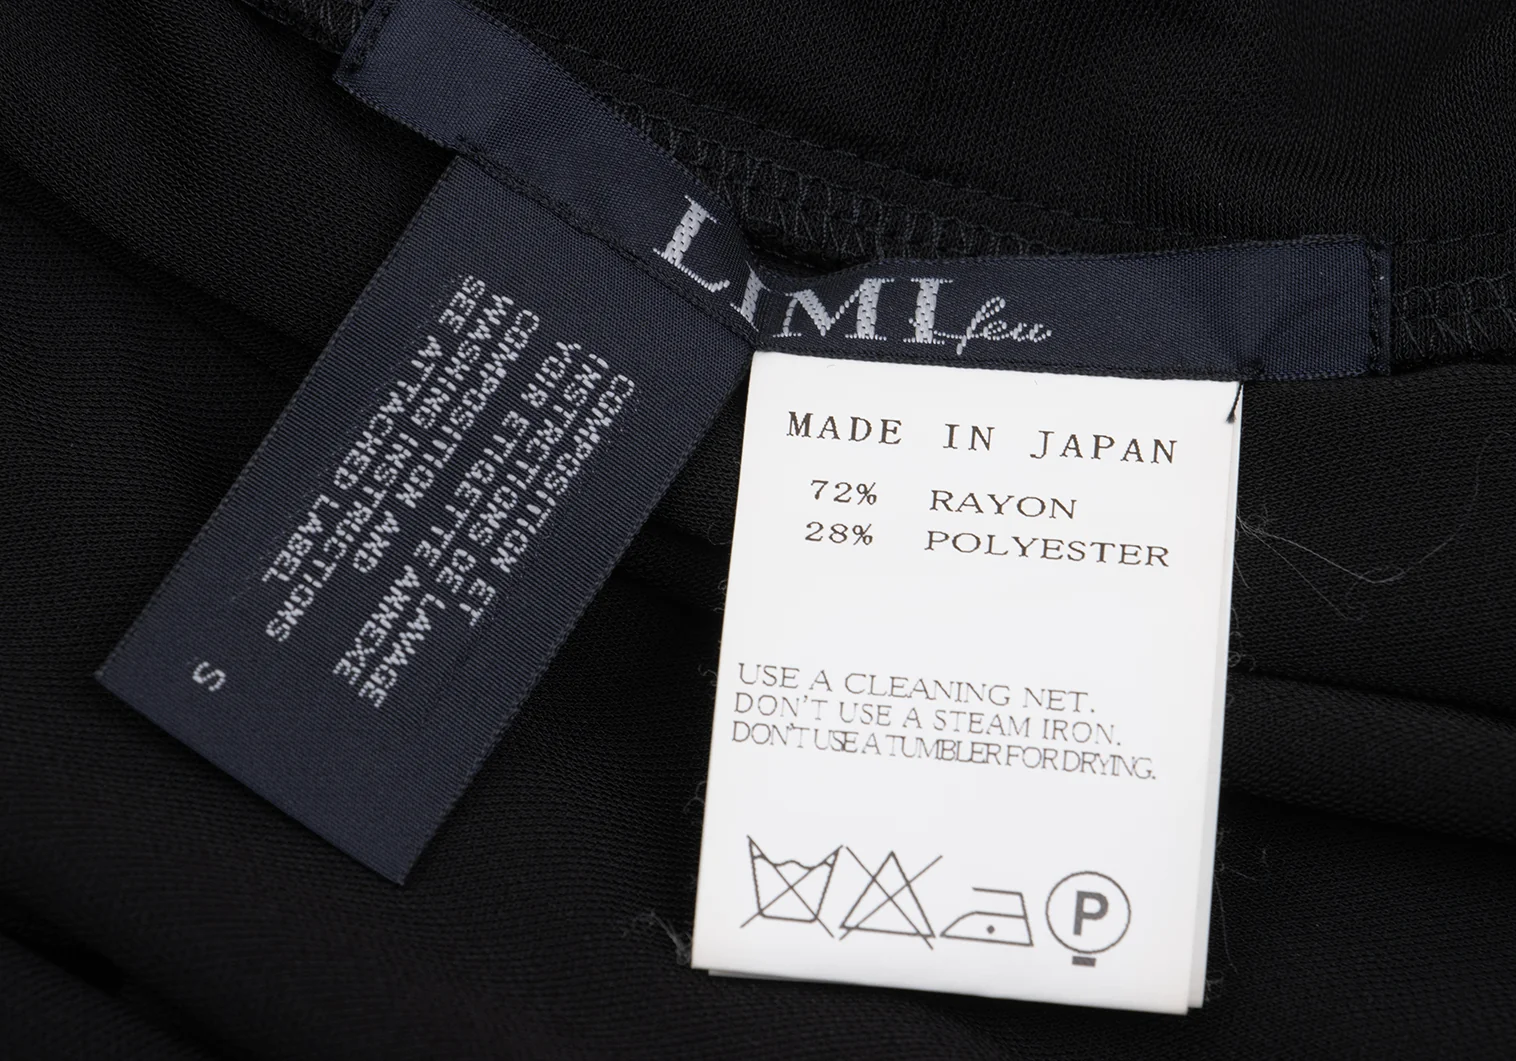 LIMI feu
COMPOSITION ET
INSTRUCTIONS DE LAVAGE
VOIR ETIQUETTE ANNEXE
COMPOSITION AND
WASHING INSTRUCTIONS
SEE ATTACHED LABEL
S
MADE IN JAPAN
72% RAYON
28% POLYESTER
USE A CLEANING NET.
DON'T USE A STEAM IRON.
DON'T USE A TUMBLER FOR DRYING.
P